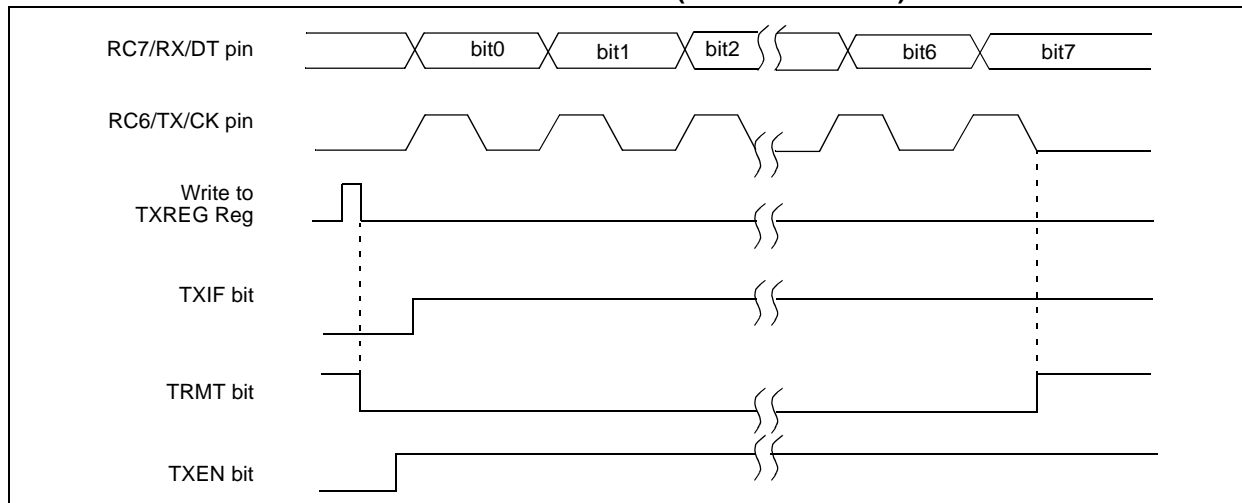 RC7/RX/DT pin
bit0 bit1 bit2 bit6 bit7
RC6/TX/CK pin
Write to
TXREG Reg
TXIF bit
TRMT bit
TXEN bit